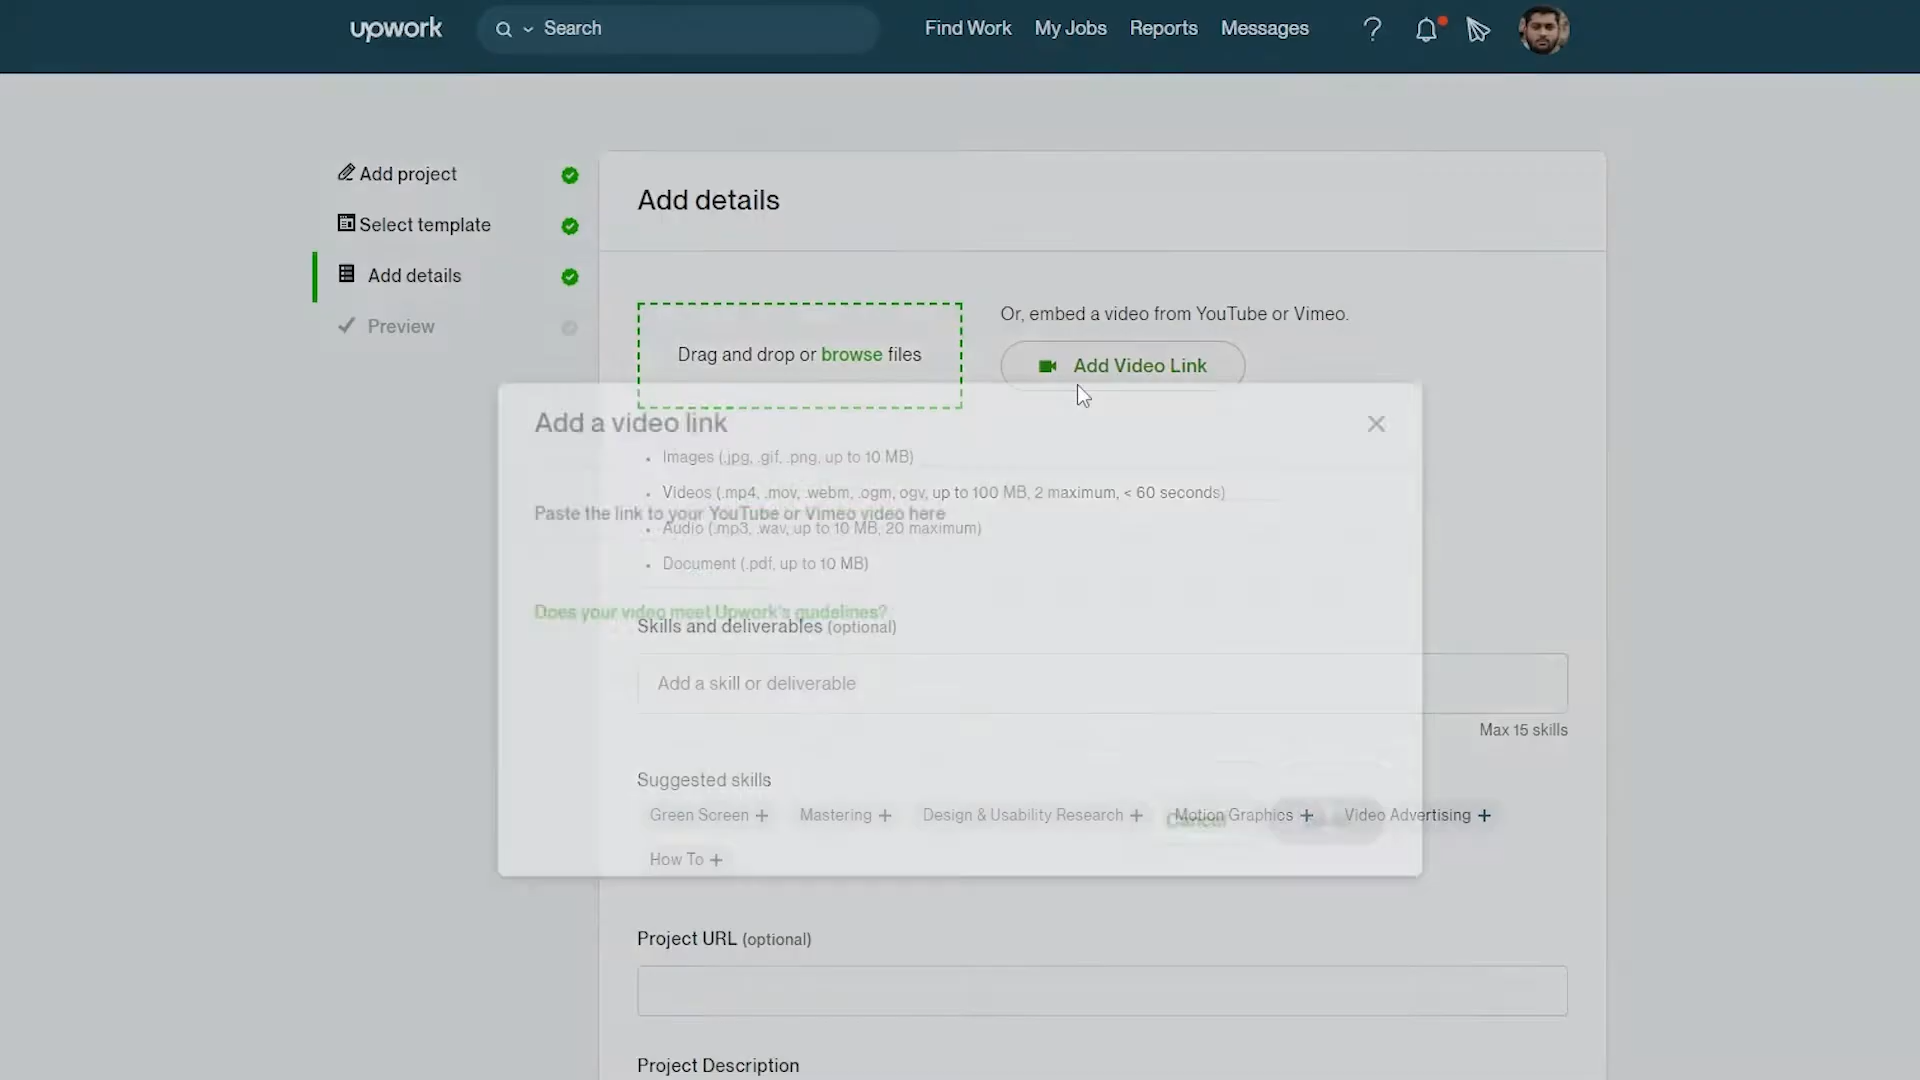 upwork
Search
Find Work
My Jobs
Reports
Messages
Add project
Select template
Add details
Preview
Add details
Drag and drop or browse files
Or, embed a video from YouTube or Vimeo.
Add Video Link
Add a video link
Images (.jpg, .gif, .png, up to 10 MB)
Videos (.mp4, .mov, .webm, .ogm, ogv, up to 100 MB, 2 maximum, < 60 seconds)
Paste the link to your YouTube or Vimeo video here
Audio (.mp3, .wav, up to 10 MB, 20 maximum)
Document (.pdf, up to 10 MB)
Does your video meet Upwork's guidelines?
Skills and deliverables (optional)
Add a skill or deliverable
Max 15 skills
Suggested skills
Green Screen +
Mastering +
Design & Usability Research +
Motion Graphics +
Cancel
Video Advertising +
How To +
Project URL (optional)
Project Description